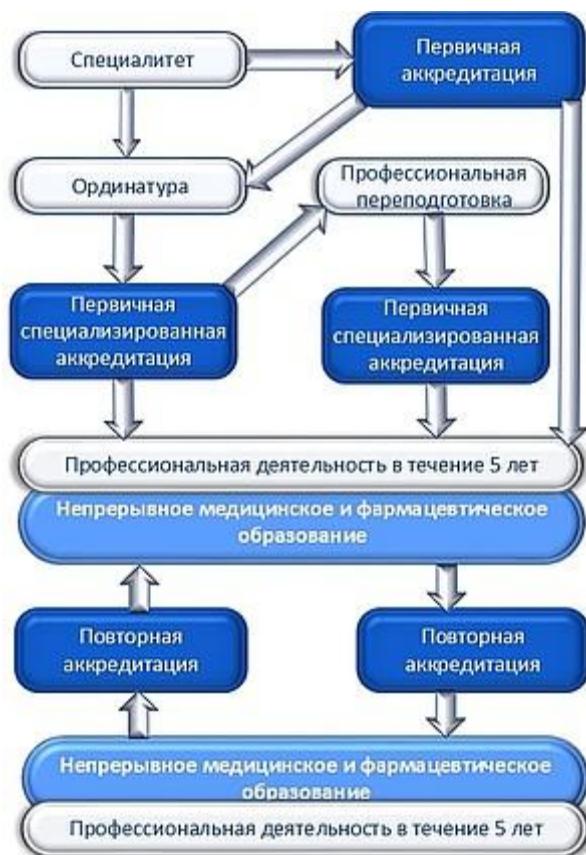 Специалитет
Первичная
аккредитация
Ординатура
Профессиональная
переподготовка
Первичная
специализированная
аккредитация
Первичная
специализированная
аккредитация
Профессиональная деятельность в течение 5 лет
Непрерывное медицинское и фармацевтическое
образование
Повторная
аккредитация
Повторная
аккредитация
Непрерывное медицинское и фармацевтическое
образование
Профессиональная деятельность в течение 5 лет